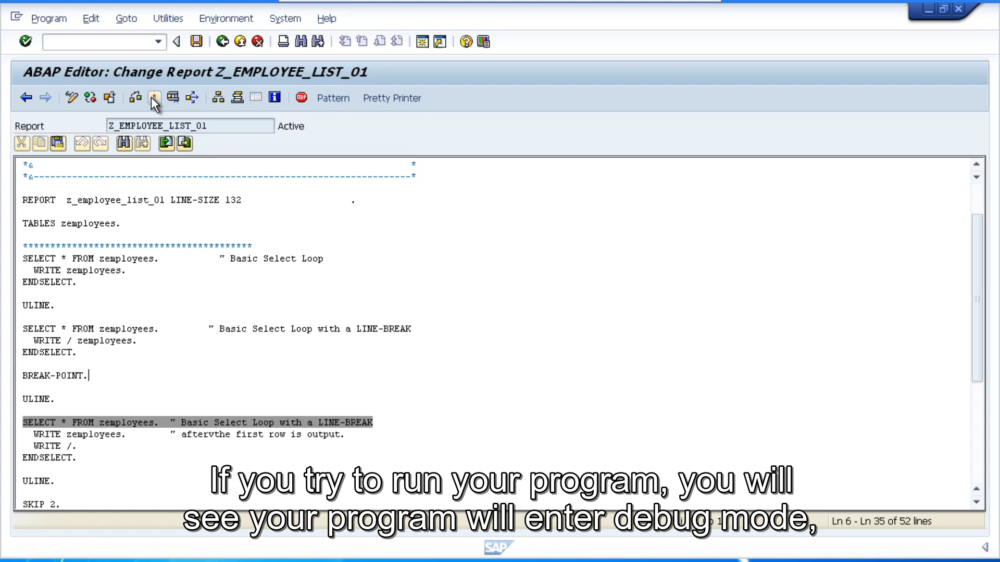 Program Edit Goto Utilities Environment System Help
ABAP Editor: Change Report Z_EMPLOYEE_LIST_01
STOP Pattern Pretty Printer
Report Z_EMPLOYEE_LIST_01 Active
*& *
*&---------------------------------------------------------------------*
REPORT z_employee_list_01 LINE-SIZE 132 .
TABLES zemployees.
******************************************
SELECT * FROM zemployees. " Basic Select Loop
WRITE zemployees.
ENDSELECT.
ULINE.
SELECT * FROM zemployees. " Basic Select Loop with a LINE-BREAK
WRITE / zemployees.
ENDSELECT.
BREAK-POINT.
ULINE.
SELECT * FROM zemployees. " Basic Select Loop with a LINE-BREAK
WRITE zemployees. " aftervthe first row is output.
WRITE /.
ENDSELECT.
ULINE.
SKIP 2.
If you try to run your program, you will
see your program will enter debug mode,
Ln 6 - Ln 35 of 52 lines
SAP